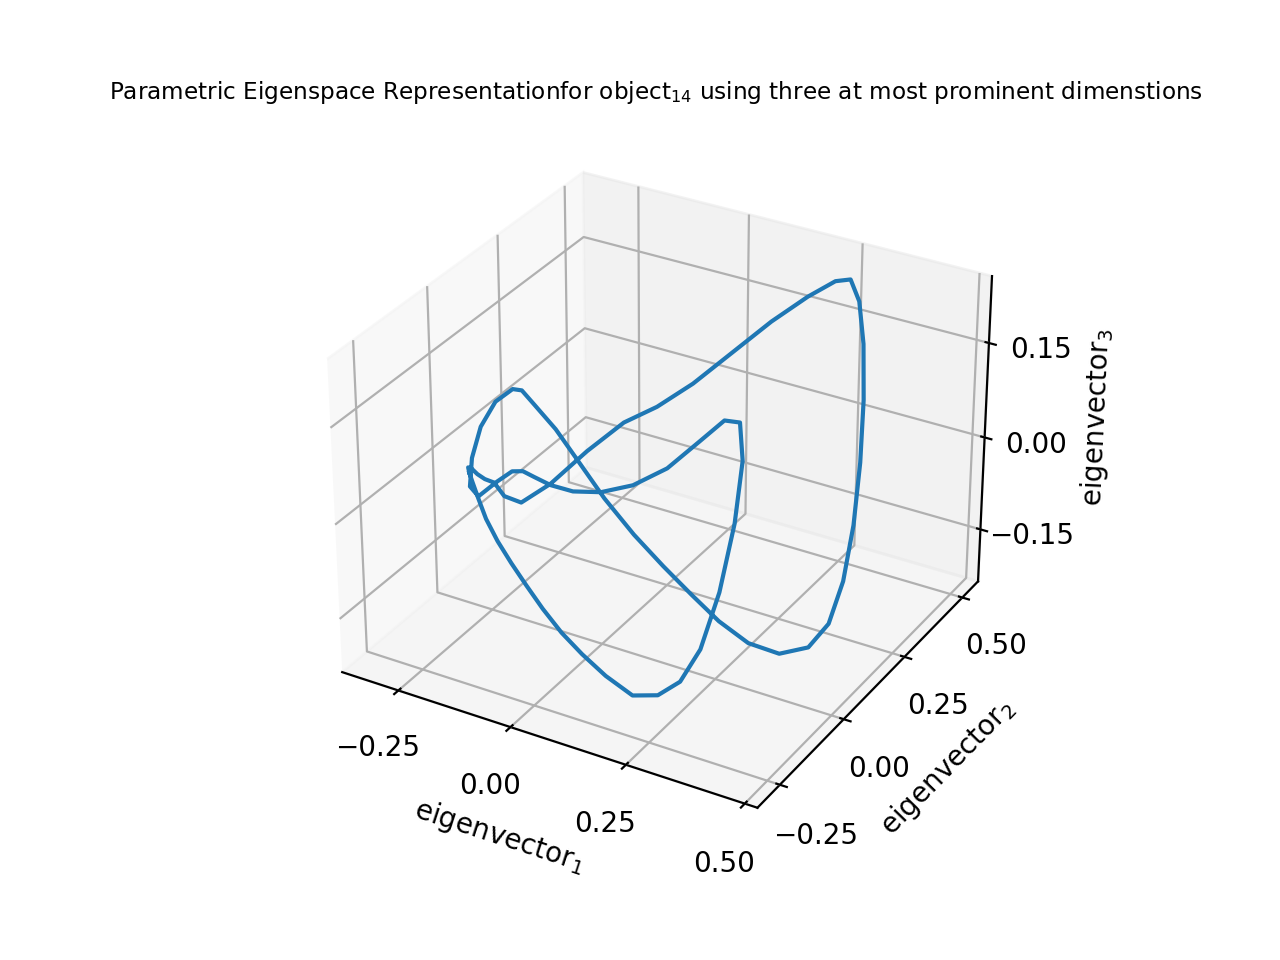 Parametric Eigenspace Representationfor object₁₄ using three at most prominent dimenstions
0.15
0.00
−0.15
eigenvector₃
0.50
0.25
0.00
−0.25
eigenvector₂
−0.25
0.00
0.25
0.50
eigenvector₁